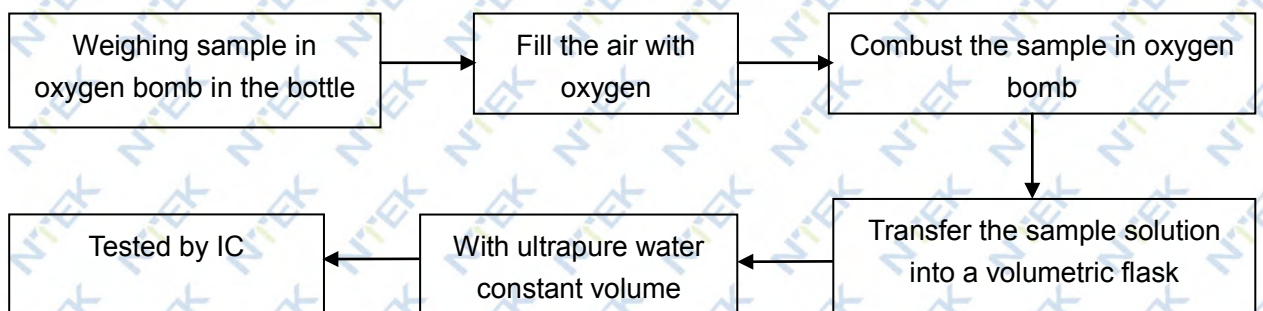 Weighing sample in
oxygen bomb in the bottle
Fill the air with
oxygen
Combust the sample in oxygen
bomb
Transfer the sample solution
into a volumetric flask
With ultrapure water
constant volume
Tested by IC